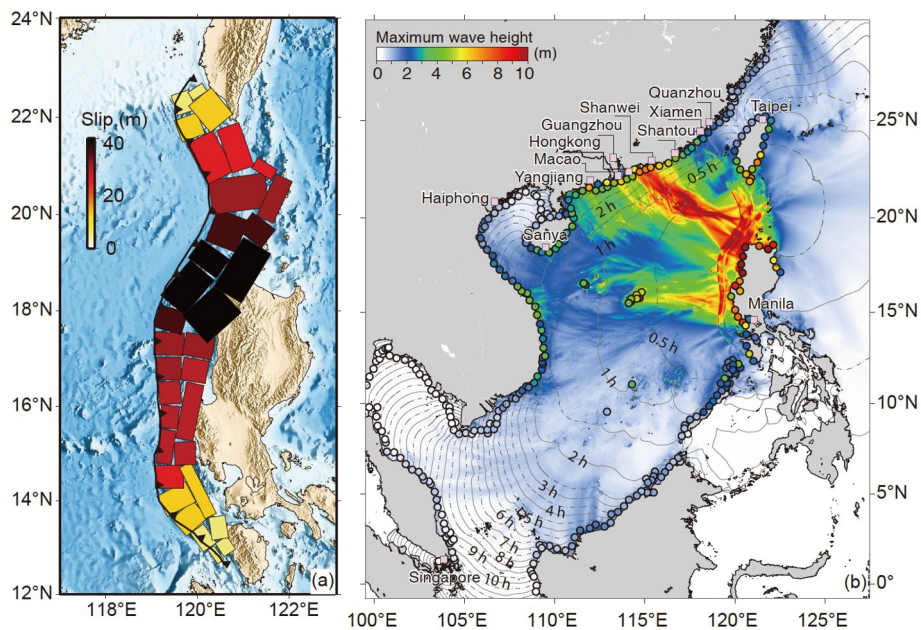 24°N
22°N
20°N
18°N
16°N
14°N
12°N
118°E
120°E
122°E
Slip (m)
40
20
0
(a)
Maximum wave height
(m)
0 2 4 6 8 10
Quanzhou
Xiamen
Shanwei
Shantou
Guangzhou
Hongkong
Macao
Yangjiang
Haiphong
Sanya
Taipei
Manila
Singapore
0.5 h
1 h
2 h
0.5 h
1 h
2 h
3 h
4 h
5 h
6 h
7 h
8 h
9 h
10 h
25°N
20°N
15°N
10°N
5°N
0°
100°E
105°E
110°E
115°E
120°E
125°E
(b)